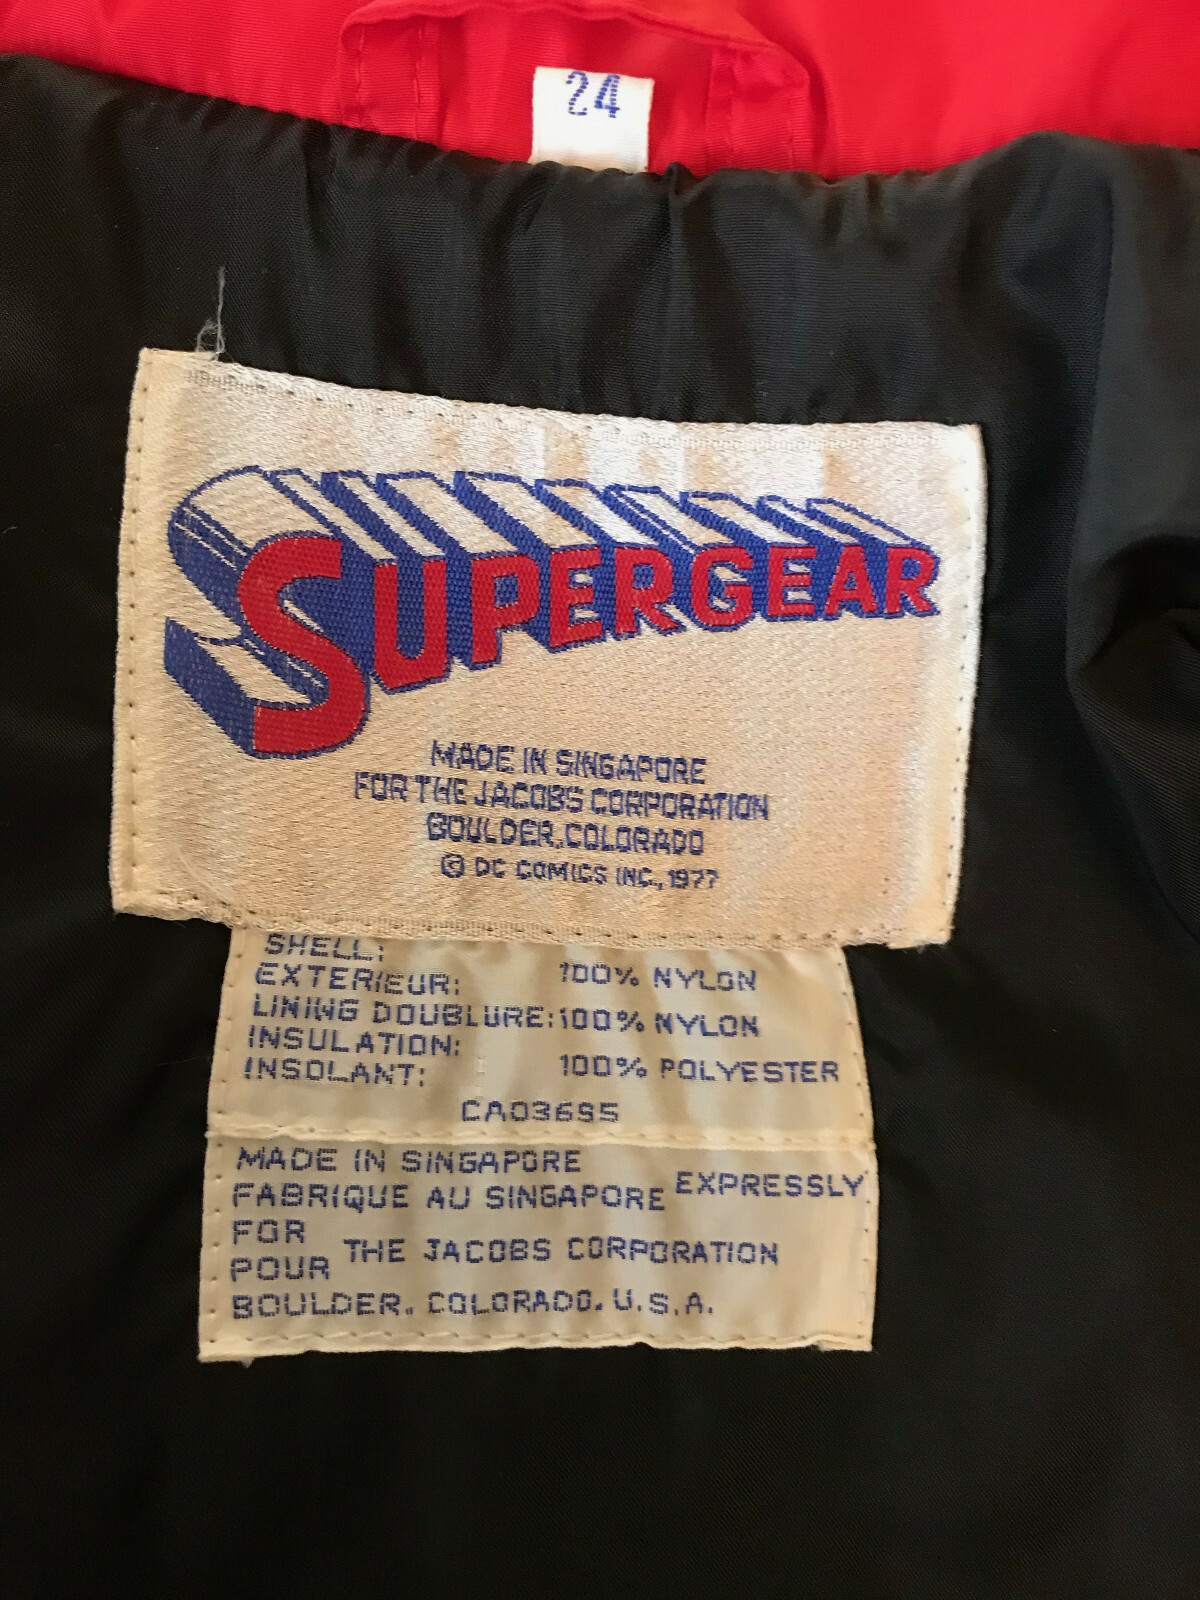 24
SUPERGEAR
MADE IN SINGAPORE
FOR THE JACOBS CORPORATION
BOULDER, COLORADO
© DC COMICS INC., 1977
SHELL:
EXTERIEUR: 100% NYLON
LINING DOUBLURE: 100% NYLON
INSULATION:
INSOLANT: 100% POLYESTER
CA03695
MADE IN SINGAPORE
FABRIQUE AU SINGAPORE EXPRESSLY
FOR
POUR THE JACOBS CORPORATION
BOULDER. COLORADO. U.S.A.